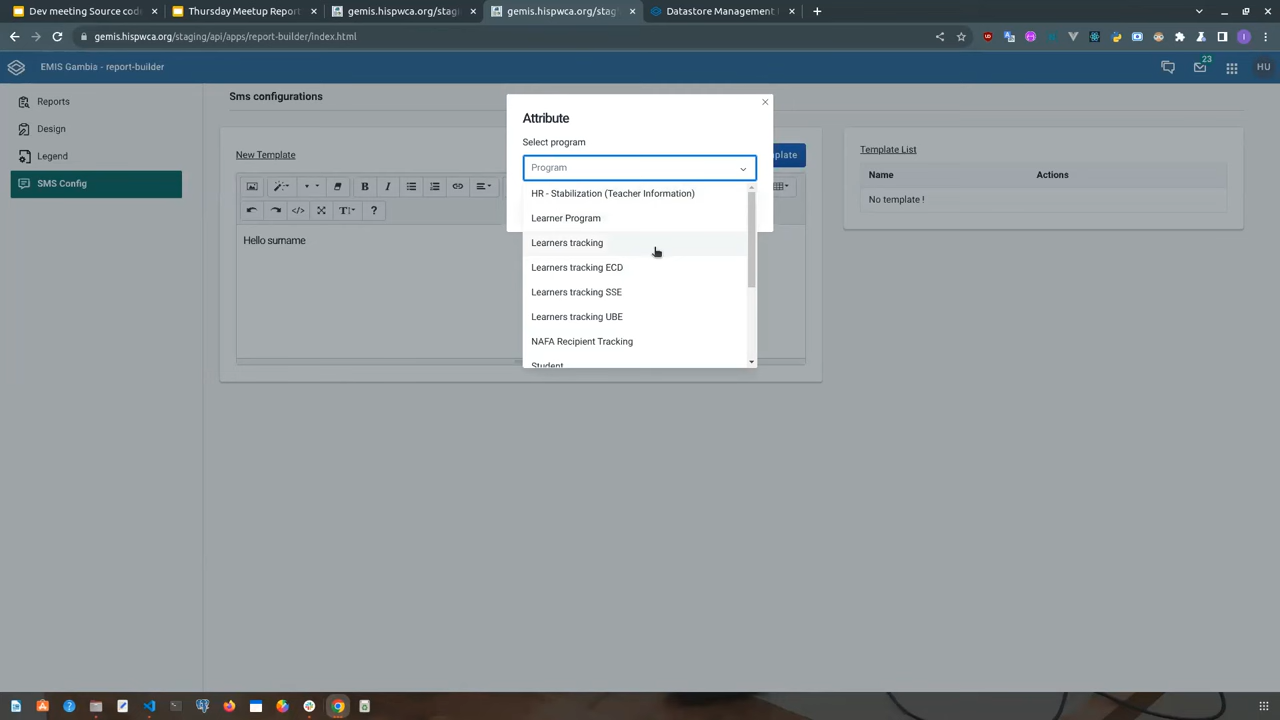 Dev meeting Source cod
Thursday Meetup Report
gemis.hispwca.org/stagi
gemis.hispwca.org/stag
Datastore Management
gemis.hispwca.org/staging/api/apps/report-builder/index.html
EMIS Gambia - report-builder
23
HU
Reports
Design
Legend
SMS Config
Sms configurations
New Template
plate
B
I
</>
T
?
Hello surname
Attribute
Select program
Program
HR - Stabilization (Teacher Information)
Learner Program
Learners tracking
Learners tracking ECD
Learners tracking SSE
Learners tracking UBE
NAFA Recipient Tracking
Student
Template List
Name Actions
No template !